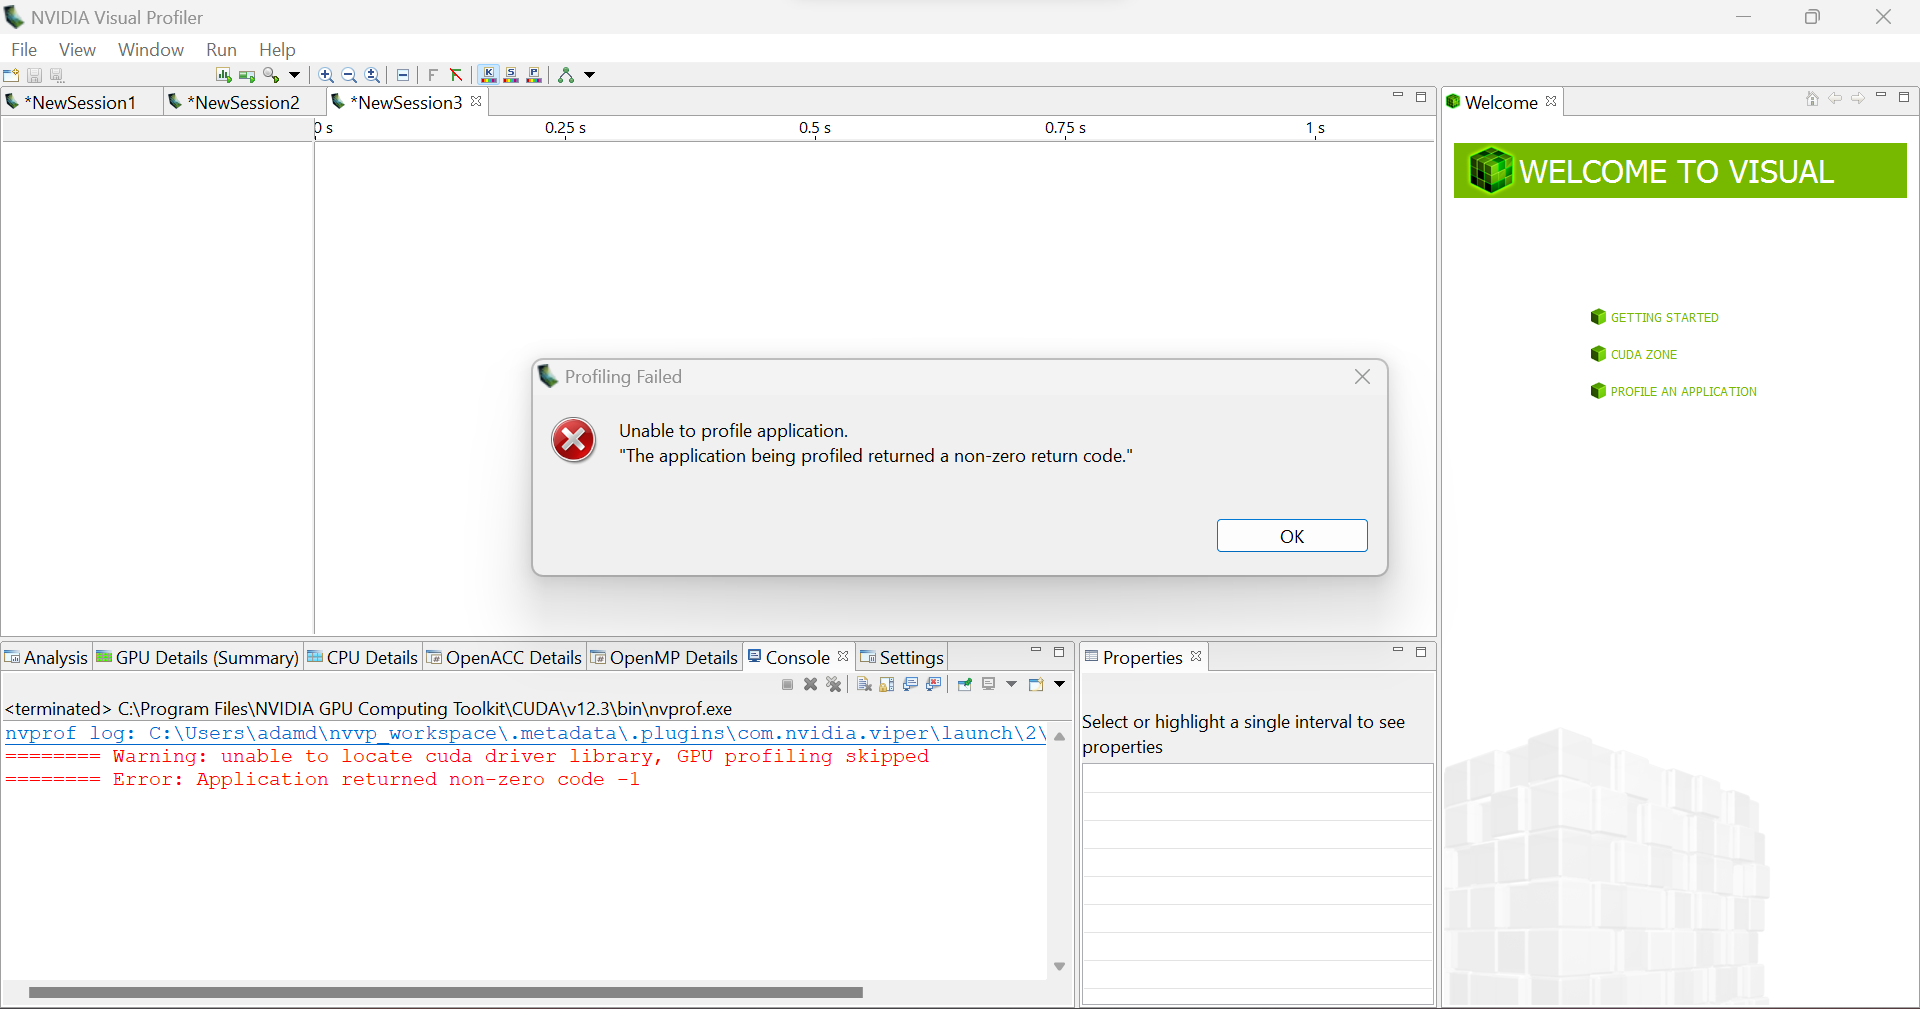 NVIDIA Visual Profiler
File View Window Run Help
*NewSession1 *NewSession2 *NewSession3
0 s 0.25 s 0.5 s 0.75 s 1 s
Profiling Failed
Unable to profile application.
"The application being profiled returned a non-zero return code."
OK
Welcome
WELCOME TO VISUAL
GETTING STARTED
CUDA ZONE
PROFILE AN APPLICATION
Analysis GPU Details (Summary) CPU Details OpenACC Details OpenMP Details Console Settings
<terminated> C:\Program Files\NVIDIA GPU Computing Toolkit\CUDA\v12.3\bin\nvprof.exe
nvprof log: C:\Users\adamd\nvvp_workspace\.metadata\.plugins\com.nvidia.viper\launch\2\
======== Warning: unable to locate cuda driver library, GPU profiling skipped
======== Error: Application returned non-zero code -1
Properties
Select or highlight a single interval to see
properties